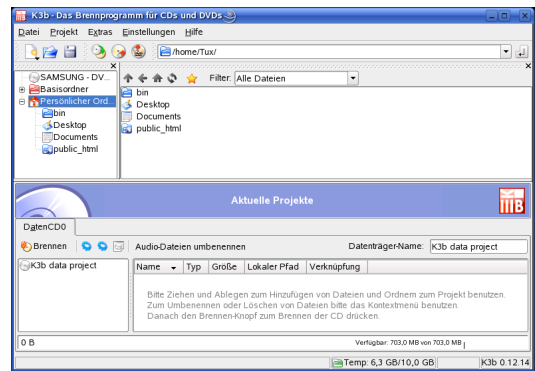 K3b - Das Brennprogramm für CDs und DVDs
Datei Projekt Extras Einstellungen Hilfe
/home/Tux/
SAMSUNG - DV...
Basisordner
Persönlicher Ord...
bin
Desktop
Documents
public_html
Filter: Alle Dateien
bin
Desktop
Documents
public_html
Aktuelle Projekte
DatenCD0
Brennen Audio-Dateien umbenennen Datenträger-Name: K3b data project
K3b data project
Name Typ Größe Lokaler Pfad Verknüpfung
Bitte Ziehen und Ablegen zum Hinzufügen von Dateien und Ordnern zum Projekt benutzen.
Zum Umbenennen oder Löschen von Dateien bitte das Kontextmenü benutzen.
Danach den Brennen-Knopf zum Brennen der CD drücken.
0 B Verfügbar: 703,0 MB von 703,0 MB
Temp: 6,3 GB/10,0 GB K3b 0.12.14